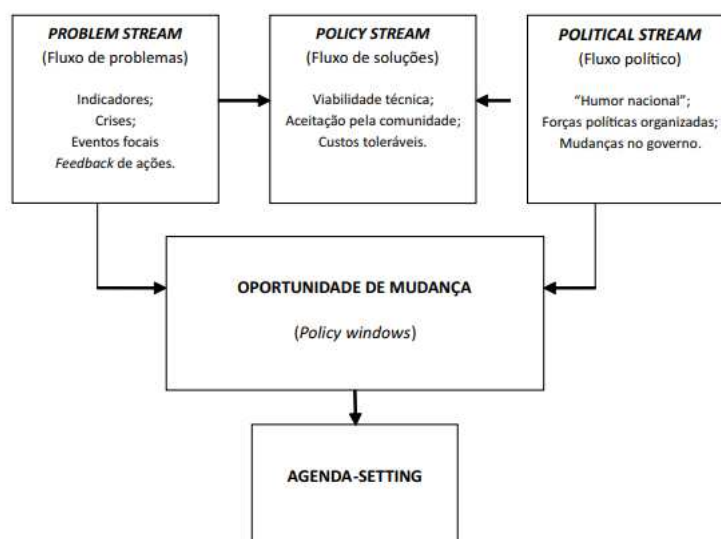 PROBLEM STREAM
(Fluxo de problemas)
Indicadores;
Crises;
Eventos focais
Feedback de ações.
POLICY STREAM
(Fluxo de soluções)
Viabilidade técnica;
Aceitação pela comunidade;
Custos toleráveis.
POLITICAL STREAM
(Fluxo político)
“Humor nacional”;
Forças políticas organizadas;
Mudanças no governo.
OPORTUNIDADE DE MUDANÇA
(Policy windows)
AGENDA-SETTING